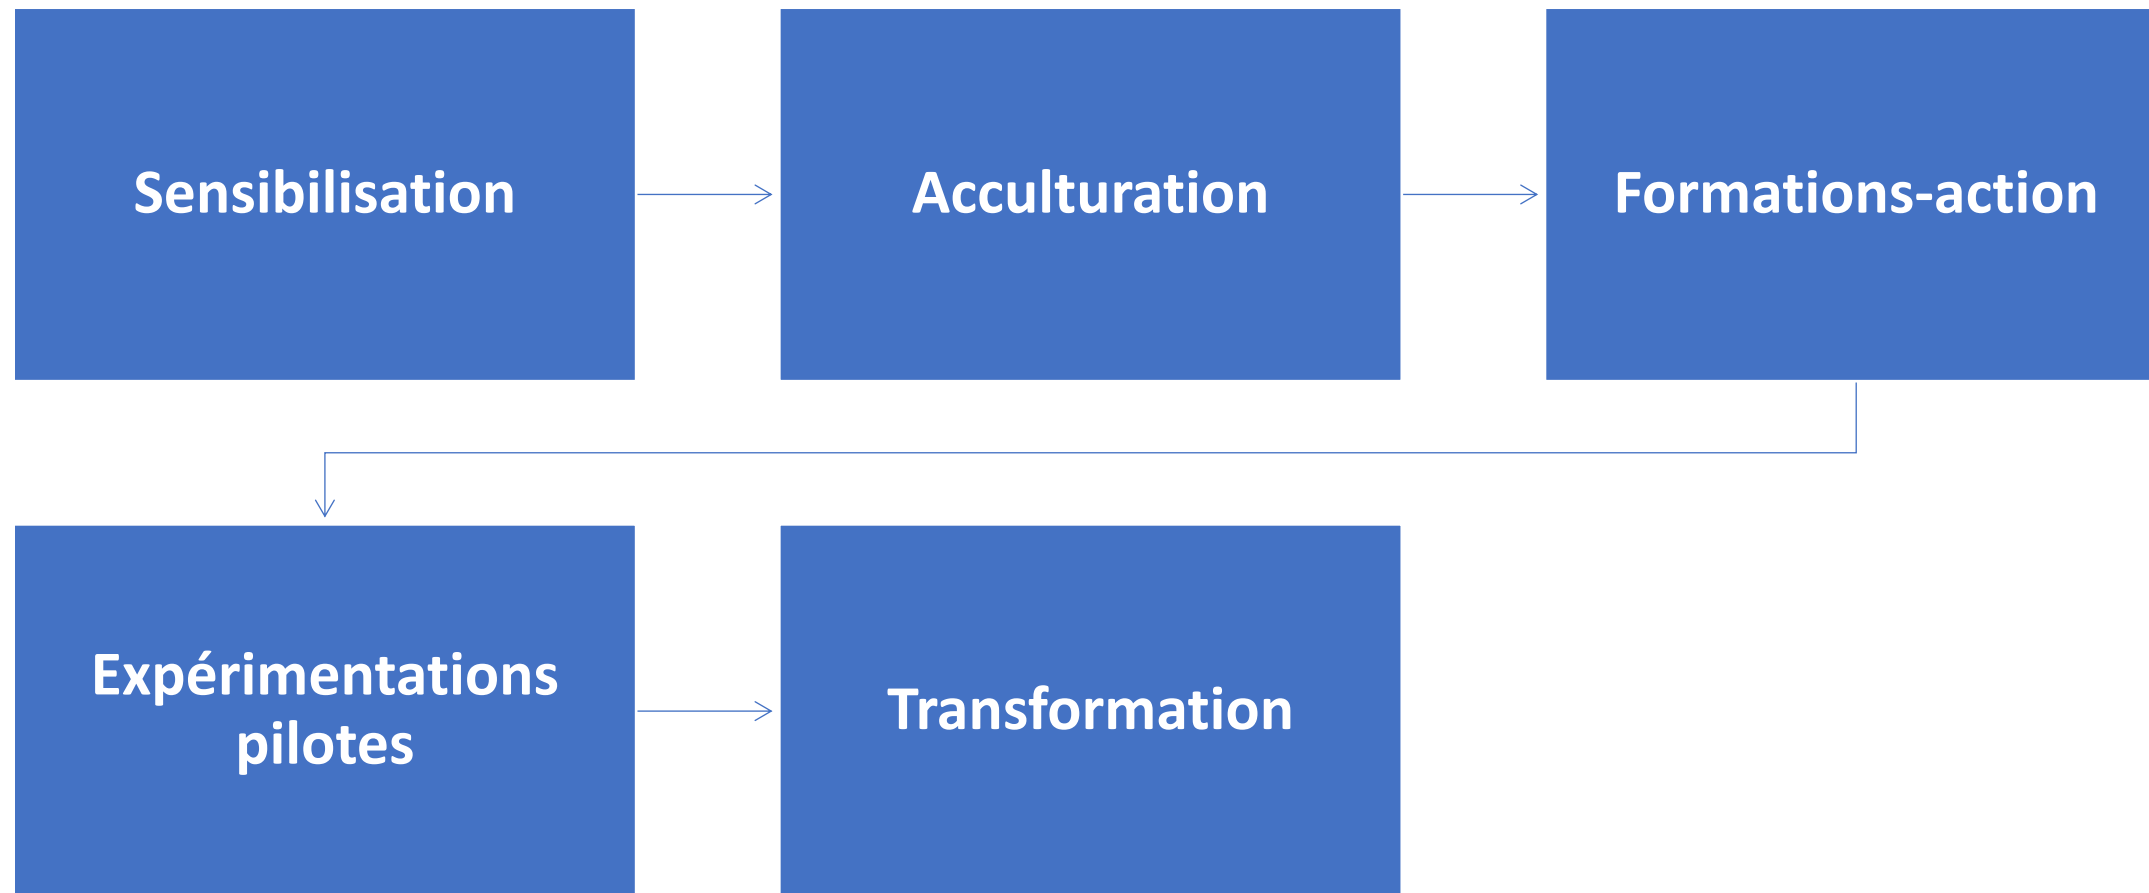 Sensibilisation
Acculturation
Formations-action
Expérimentations
pilotes
Transformation